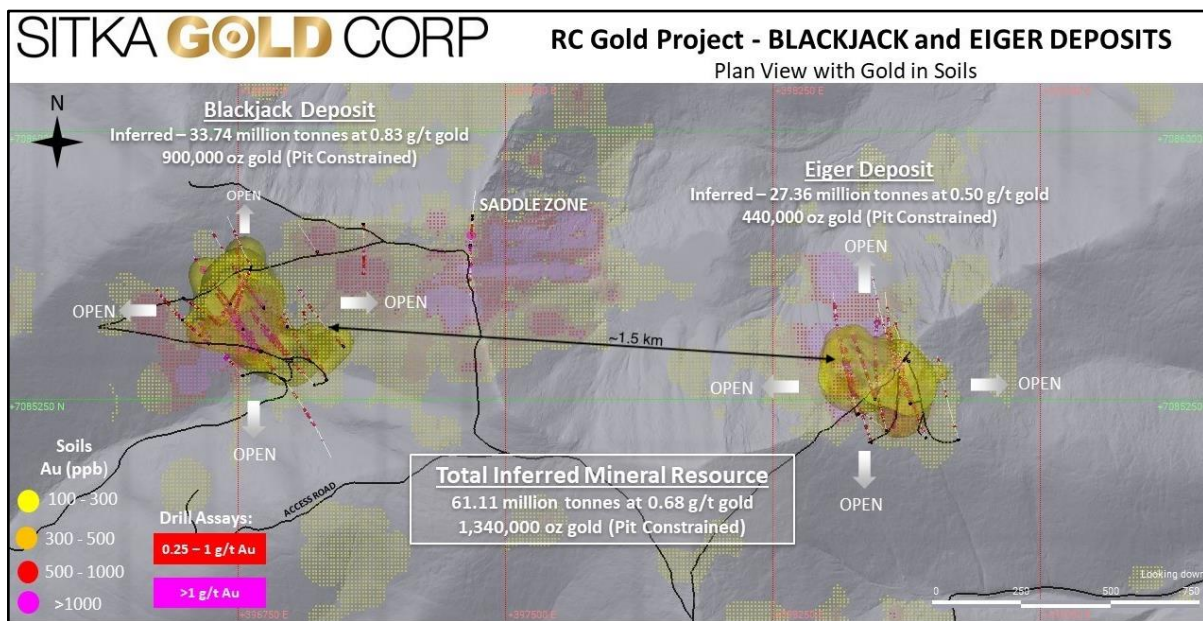 SITKA GOLD CORP
RC Gold Project - BLACKJACK and EIGER DEPOSITS
Plan View with Gold in Soils
N
Blackjack Deposit
Inferred – 33.74 million tonnes at 0.83 g/t gold
900,000 oz gold (Pit Constrained)
Eiger Deposit
Inferred – 27.36 million tonnes at 0.50 g/t gold
440,000 oz gold (Pit Constrained)
+7086000 N
OPEN
SADDLE ZONE
OPEN
OPEN
OPEN
~1.5 km
OPEN
OPEN
+7085250 N
+7085250 N
OPEN
OPEN
Total Inferred Mineral Resource
61.11 million tonnes at 0.68 g/t gold
1,340,000 oz gold (Pit Constrained)
ACCESS ROAD
Soils
Au (ppb)
100 - 300
300 - 500
500 - 1000
>1000
Drill Assays:
0.25 – 1 g/t Au
>1 g/t Au
Looking down
0 250 500 750
+396750 E
+397500 E